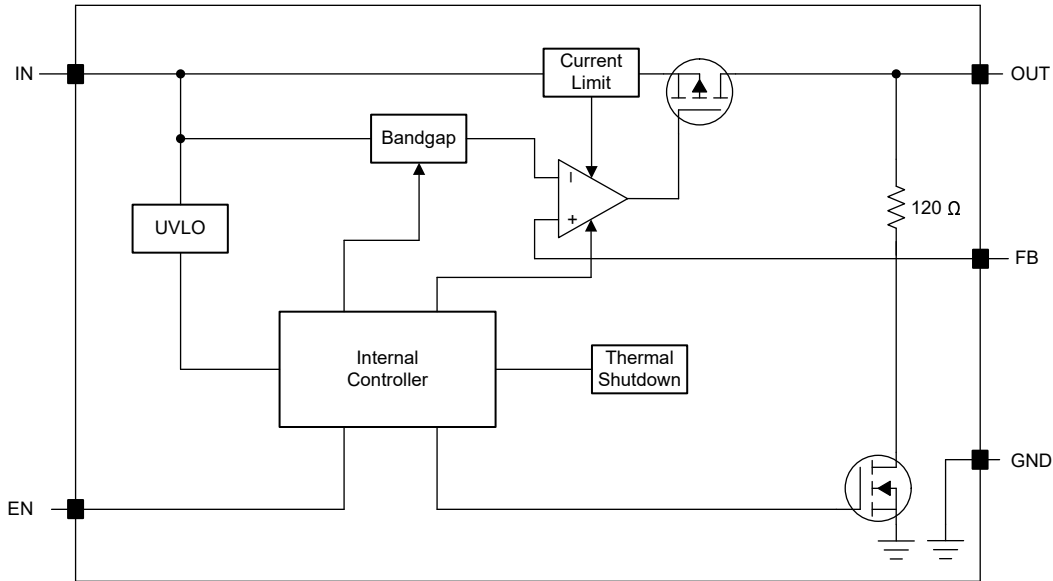 IN
Current
Limit
OUT
Bandgap
UVLO
I
+
120 Ω
FB
Internal
Controller
Thermal
Shutdown
GND
EN